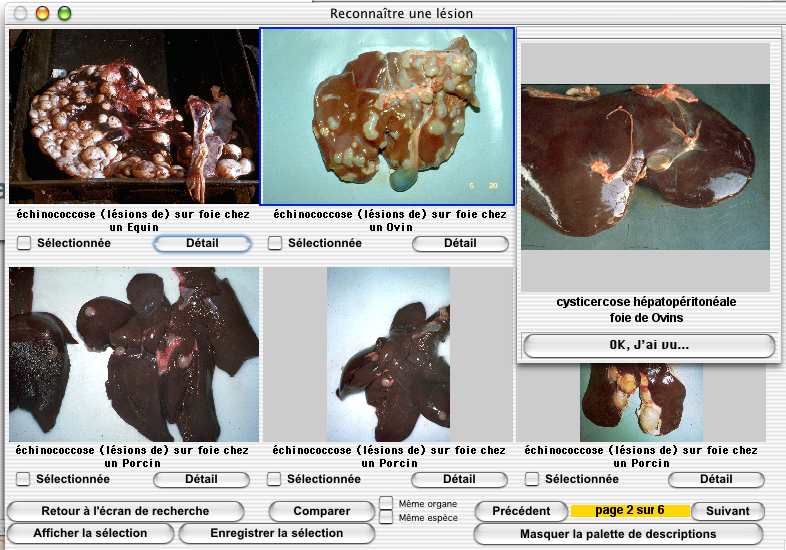 Reconnaître une lésion
5 20
échinococcose (lésions de) sur foie chez
un Equin
Sélectionnée
Détail
échinococcose (lésions de) sur foie chez
un Ovin
Sélectionnée
Détail
cysticercose hépatopéritonéale
foie de Ovins
OK, J'ai vu...
échinococcose (lésions de) sur foie chez
un Porcin
Sélectionnée
Détail
échinococcose (lésions de) sur foie chez
un Porcin
Sélectionnée
Détail
échinococcose (lésions de) sur foie chez
un Porcin
Sélectionnée
Détail
Retour à l'écran de recherche
Comparer
Même organe
Même espèce
Précédent
page 2 sur 6
Suivant
Afficher la sélection
Enregistrer la sélection
Masquer la palette de descriptions